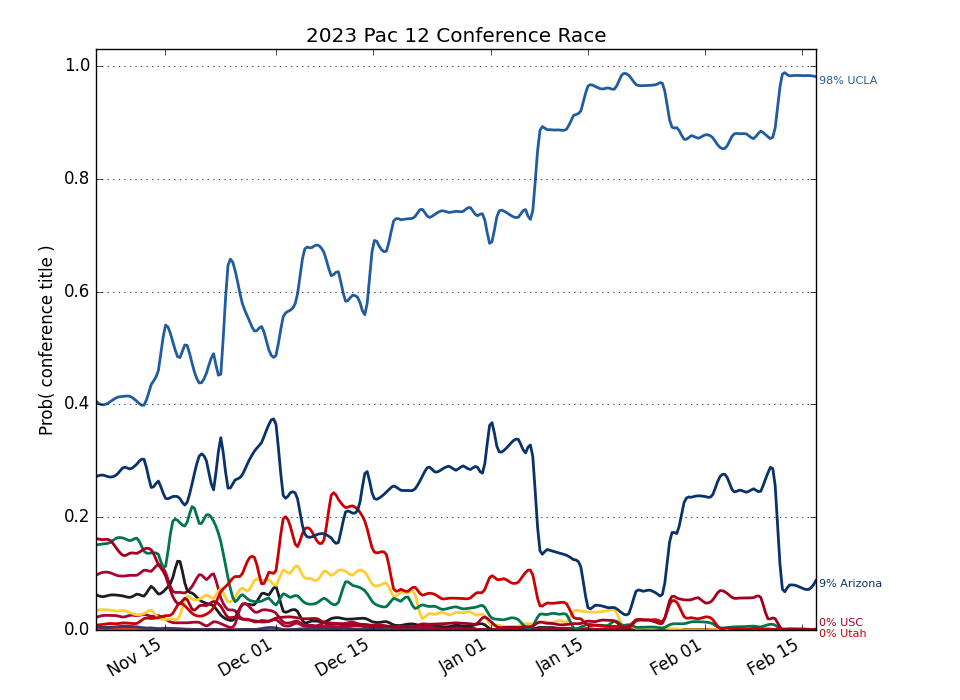 2023 Pac 12 Conference Race
Prob( conference title )
1.0
0.8
0.6
0.4
0.2
0.0
98% UCLA
9% Arizona
0% USC
0% Utah
Nov 15
Dec 01
Dec 15
Jan 01
Jan 15
Feb 01
Feb 15